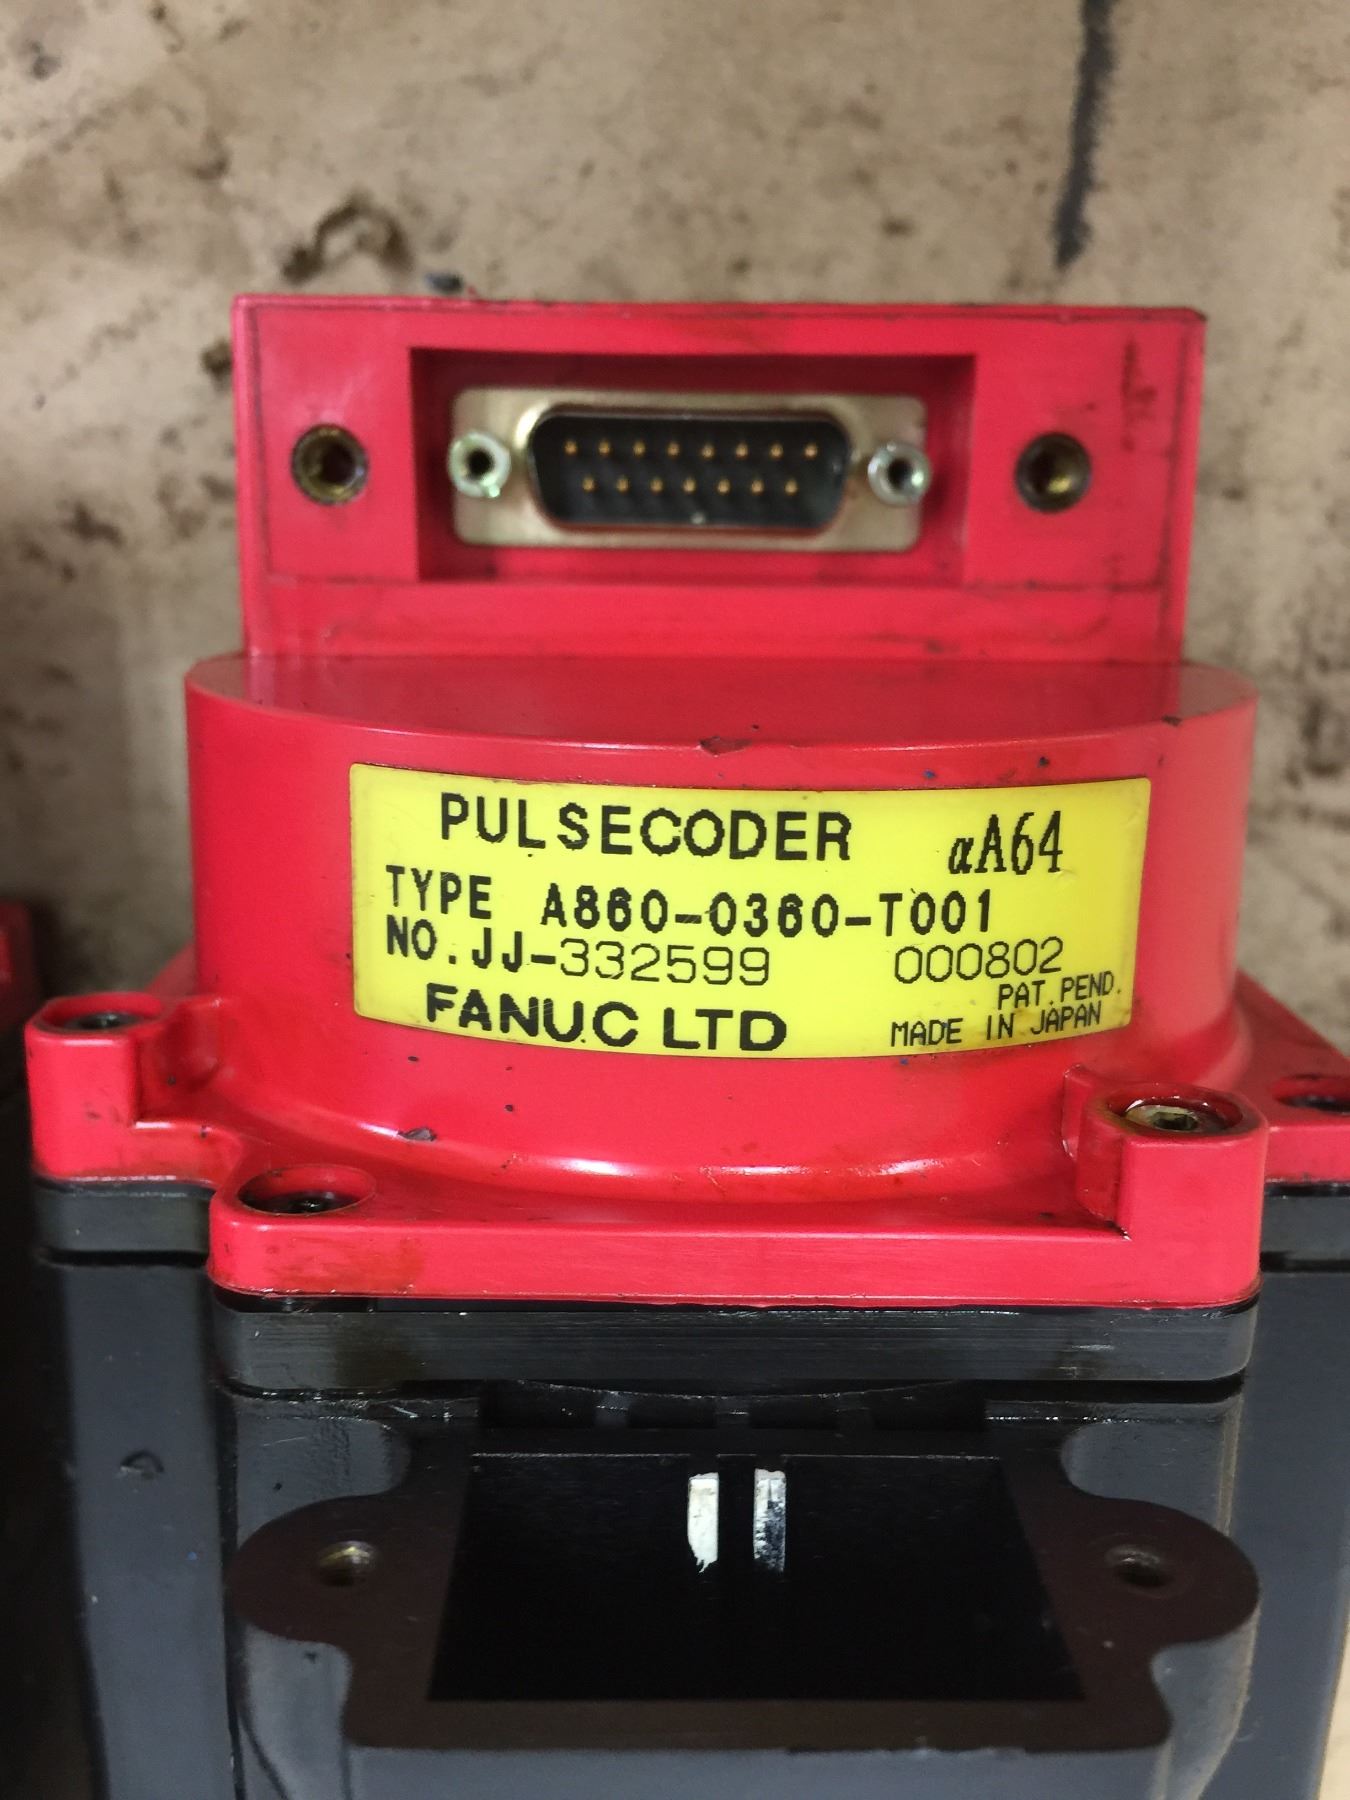 PULSECODER αA64
TYPE A860-0360-T001
NO. JJ-332599 000802
PAT. PEND.
FANUC LTD MADE IN JAPAN